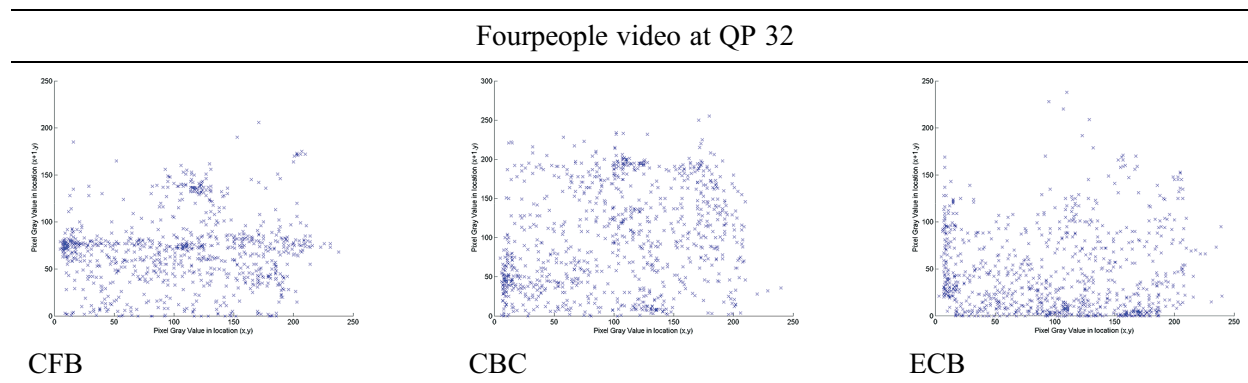 Fourpeople video at QP 32
250
200
150
100
50
0
Pixel Gray Value in location (x+1,y)
0 50 100 150 200 250
Pixel Gray Value in location (x,y)
CFB
300
250
200
150
100
50
0
Pixel Gray Value in location (x+1,y)
0 50 100 150 200 250
Pixel Gray Value in location (x,y)
CBC
250
200
150
100
50
0
Pixel Gray Value in location (x+1,y)
0 50 100 150 200 250
Pixel Gray Value in location (x,y)
ECB